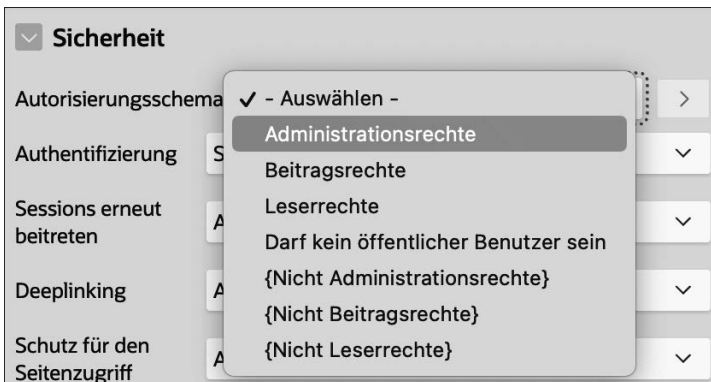 Sicherheit
Autorisierungsschema
✓ - Auswählen -
Administrationsrechte
Authentifizierung
S
Beitragsrechte
Sessions erneut
beitreten
A
Leserrechte
Darf kein öffentlicher Benutzer sein
Deeplinking
A
{Nicht Administrationsrechte}
{Nicht Beitragsrechte}
Schutz für den
Seitenzugriff
A
{Nicht Leserrechte}